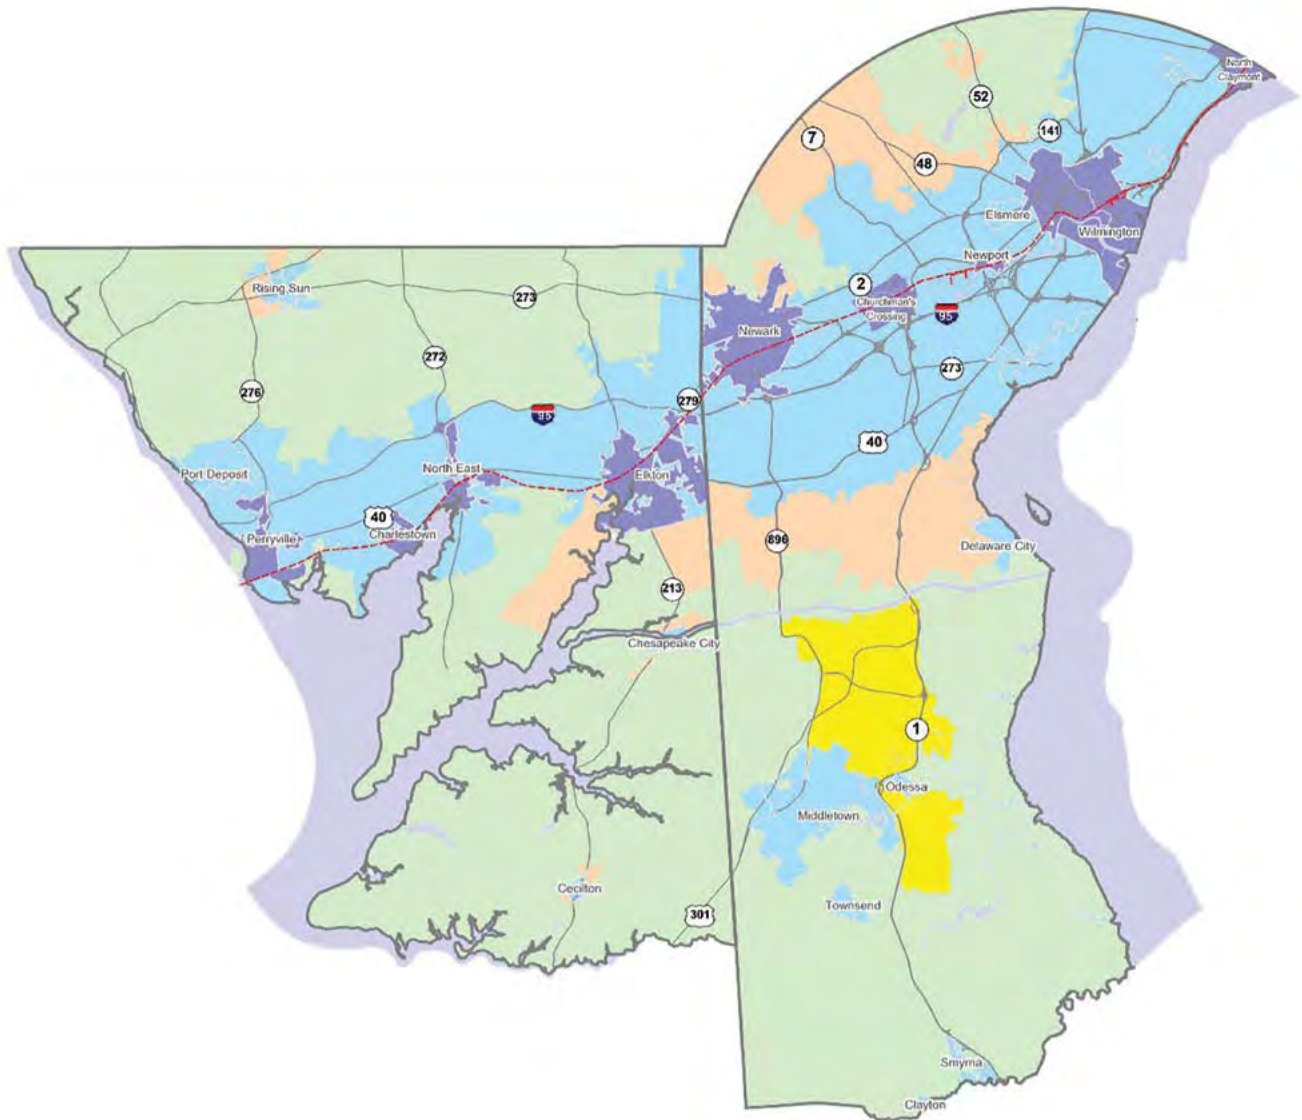 North
Claymont
52
141
7
48
Elsmore
Wilmington
Newport
2
Rising Sun
273
Churchman's
Crossing
95
Newark
272
273
276
279
95
40
Port Deposit
North East
Elkton
40
Charlestown
Perryville
896
Delaware City
213
Chesapeake City
1
Odessa
Middletown
Cecilton
Townsend
301
Smyrna
Clayton